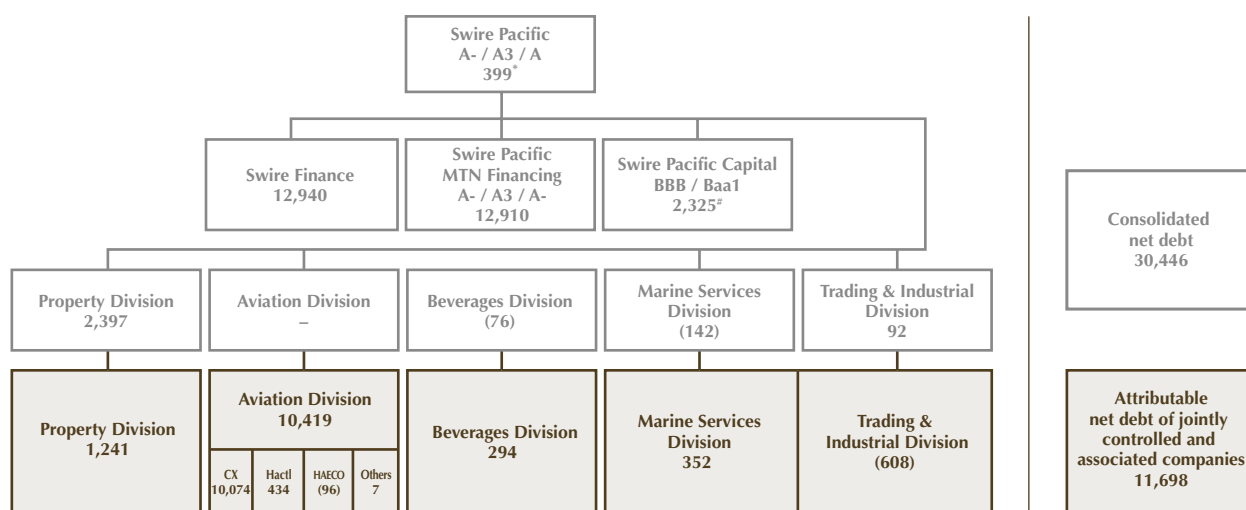 Swire Pacific
A- / A3 / A
399*
Swire Finance
12,940
Swire Pacific
MTN Financing
A- / A3 / A-
12,910
Swire Pacific Capital
BBB / Baa1
2,325#
Consolidated
net debt
30,446
Property Division
2,397
Aviation Division
–
Beverages Division
(76)
Marine Services
Division
(142)
Trading & Industrial
Division
92
Property Division
1,241
Aviation Division
10,419
CX
10,074
Hactl
434
HAECO
(96)
Others
7
Beverages Division
294
Marine Services
Division
352
Trading &
Industrial Division
(608)
Attributable
net debt of jointly
controlled and
associated companies
11,698